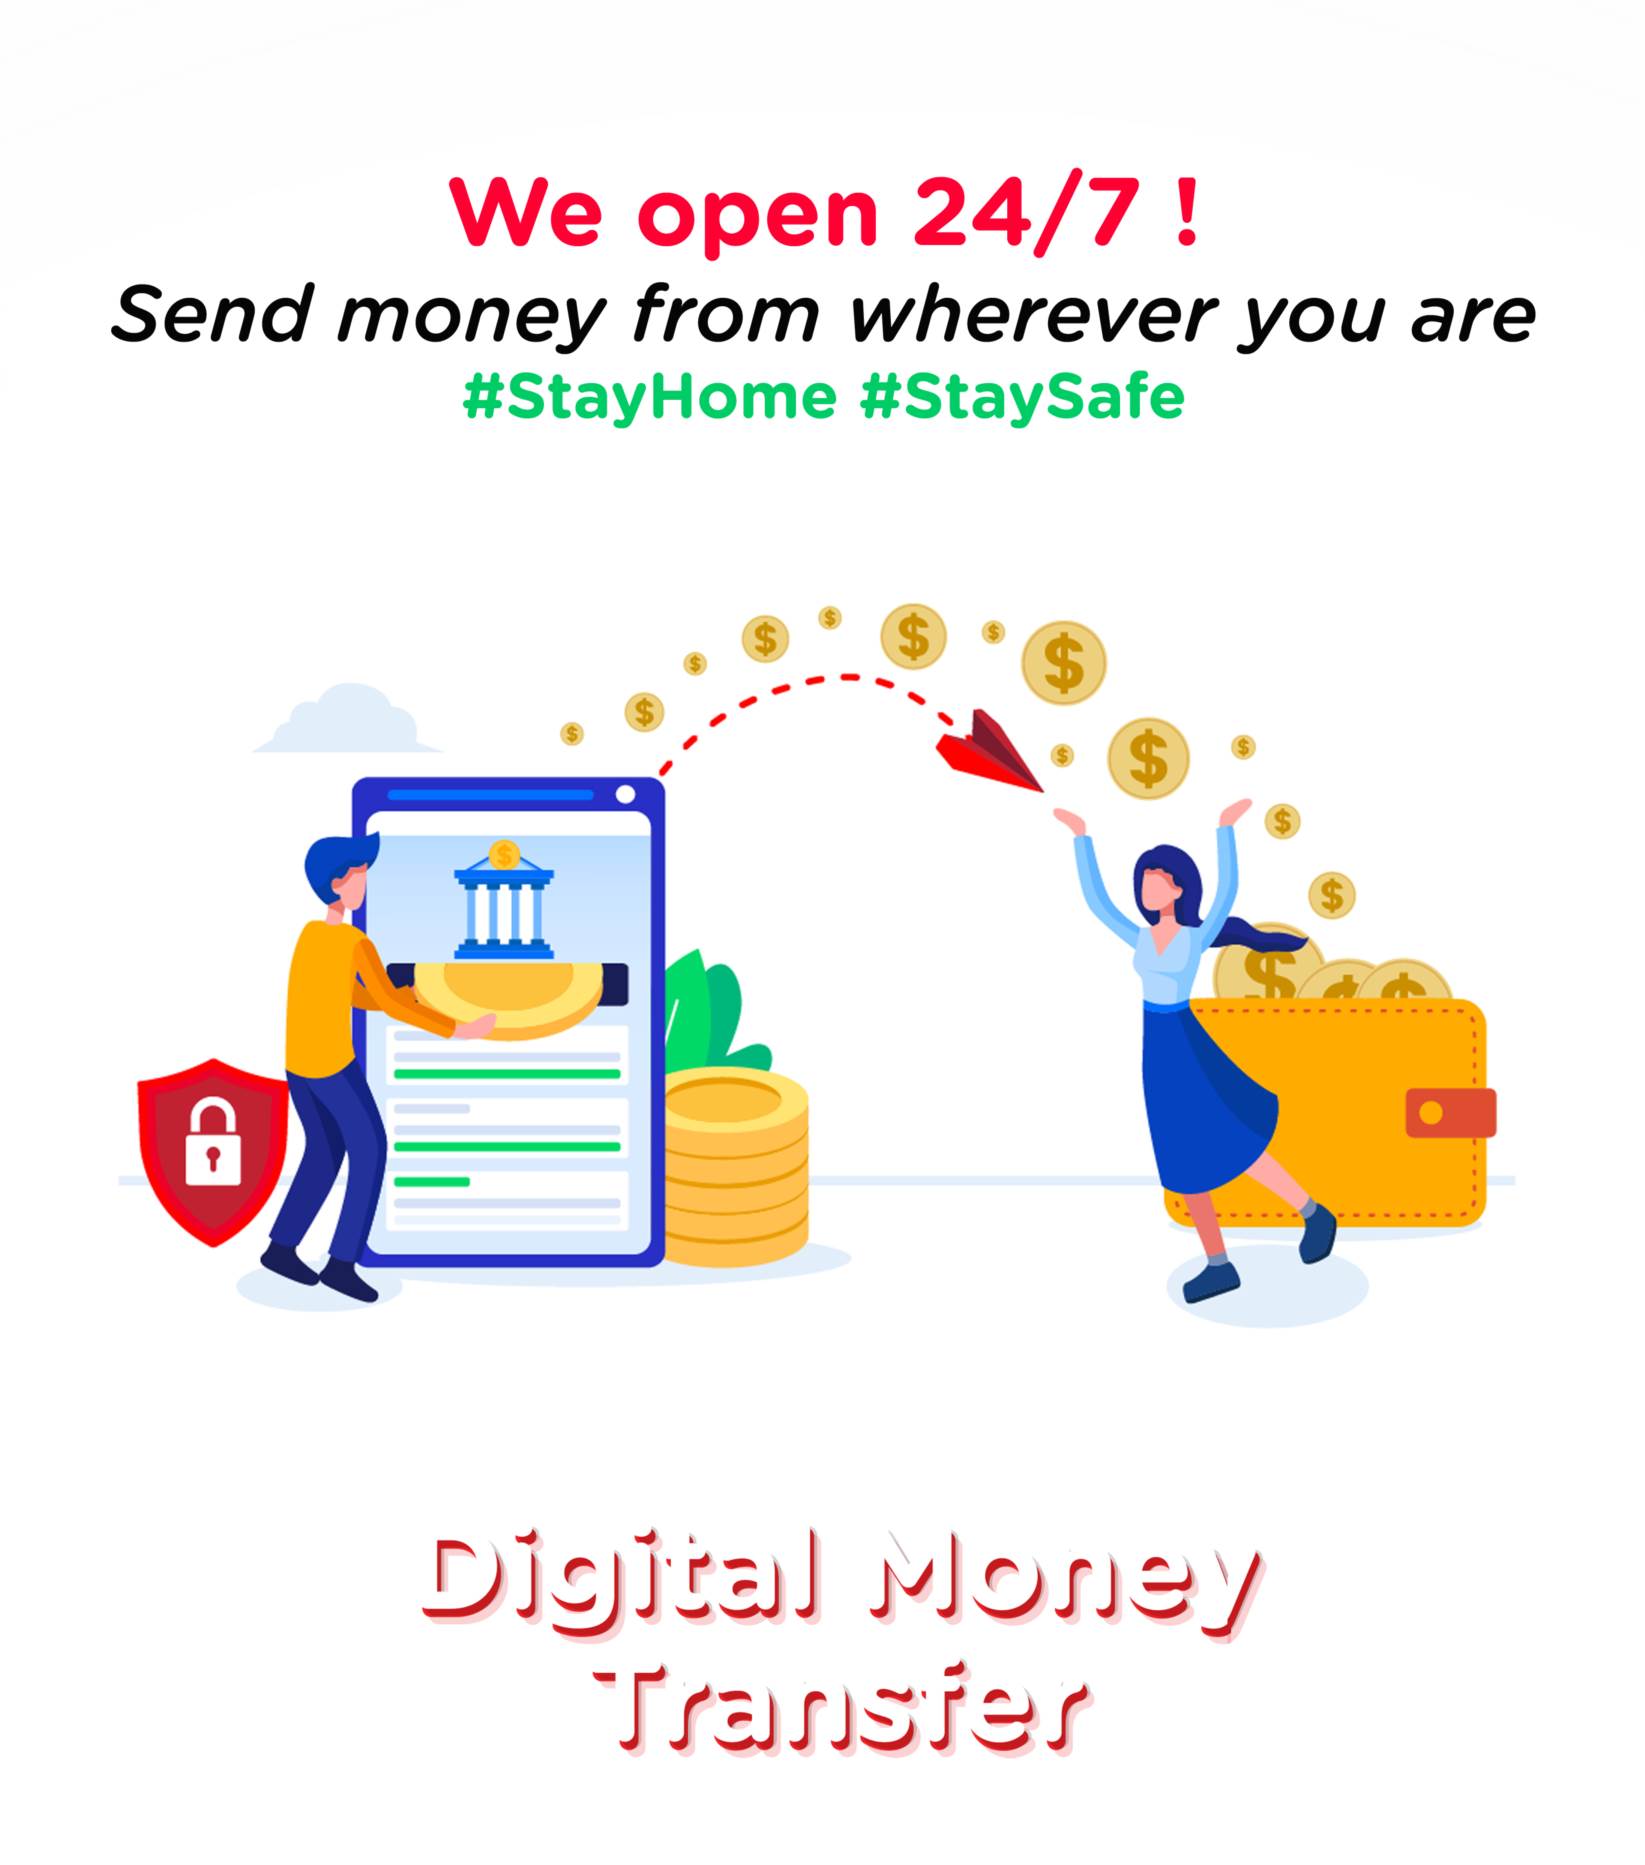 We open 24/7 !
Send money from wherever you are
#StayHome #StaySafe
Digital Money
Transfer